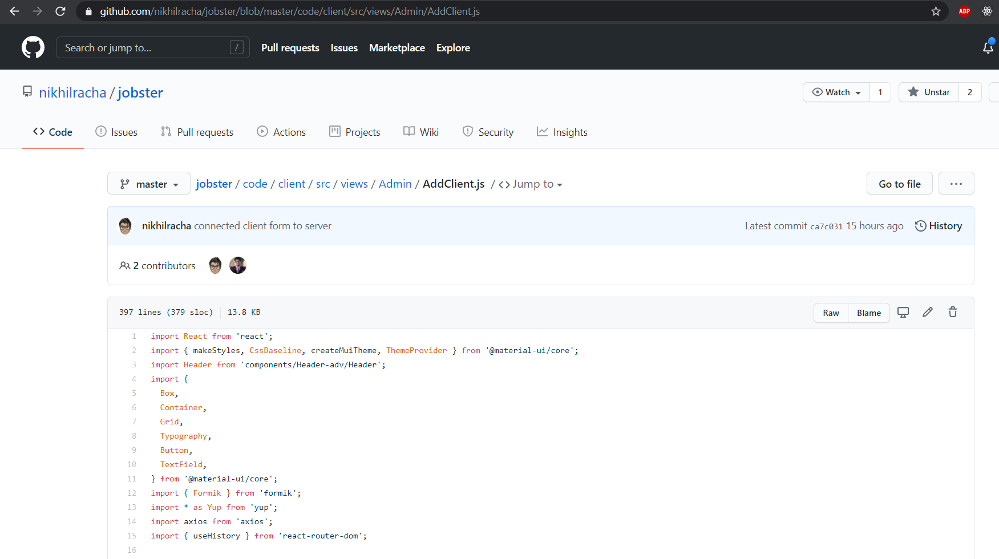 github.com/nikhilracha/jobster/blob/master/code/client/src/views/Admin/AddClient.js
ABP
Search or jump to... / Pull requests Issues Marketplace Explore
nikhilracha / jobster Watch 1 Unstar 2
Code Issues Pull requests Actions Projects Wiki Security Insights
master jobster / code / client / src / views / Admin / AddClient.js / <> Jump to Go to file ...
nikhilracha connected client form to server Latest commit ca7c031 15 hours ago History
2 contributors
397 lines (379 sloc) 13.8 KB Raw Blame
1 import React from 'react';
2 import { makeStyles, CssBaseline, createMuiTheme, ThemeProvider } from '@material-ui/core';
3 import Header from 'components/Header-adv/Header';
4 import {
5 Box,
6 Container,
7 Grid,
8 Typography,
9 Button,
10 TextField,
11 } from '@material-ui/core';
12 import { Formik } from 'formik';
13 import * as Yup from 'yup';
14 import axios from 'axios';
15 import { useHistory } from 'react-router-dom';
16